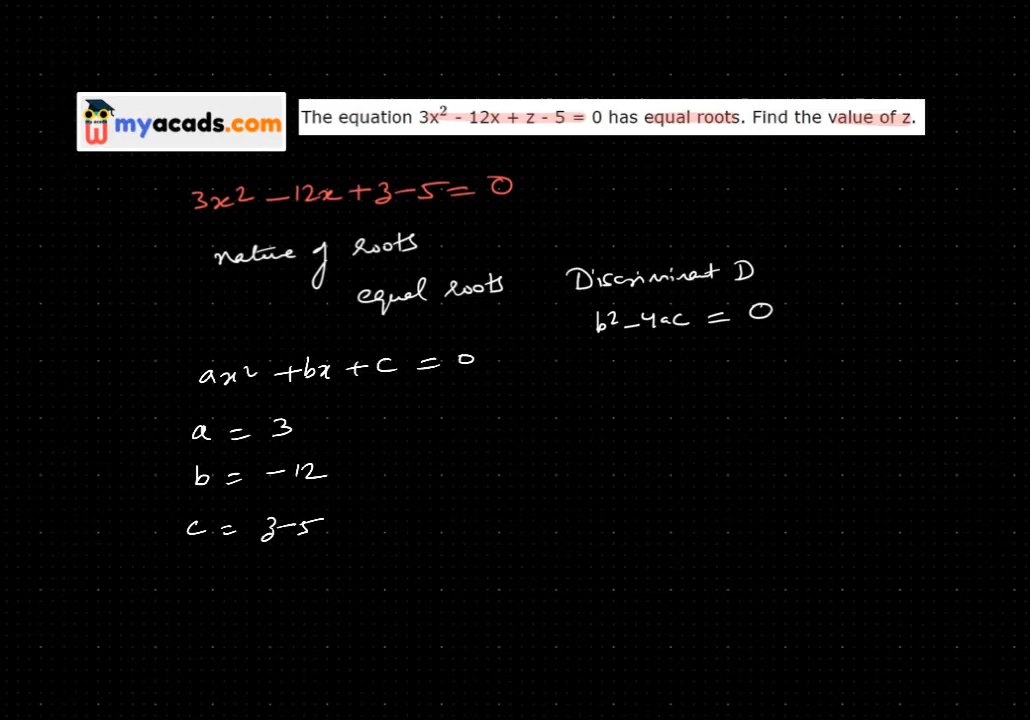 myacads.com
The equation 3x² - 12x + z - 5 = 0 has equal roots. Find the value of z.
3x² - 12x + z - 5 = 0
nature of roots
equal roots
Discriminant D
b² - 4ac = 0
ax² + bx + c = 0
a = 3
b = -12
c = z - 5